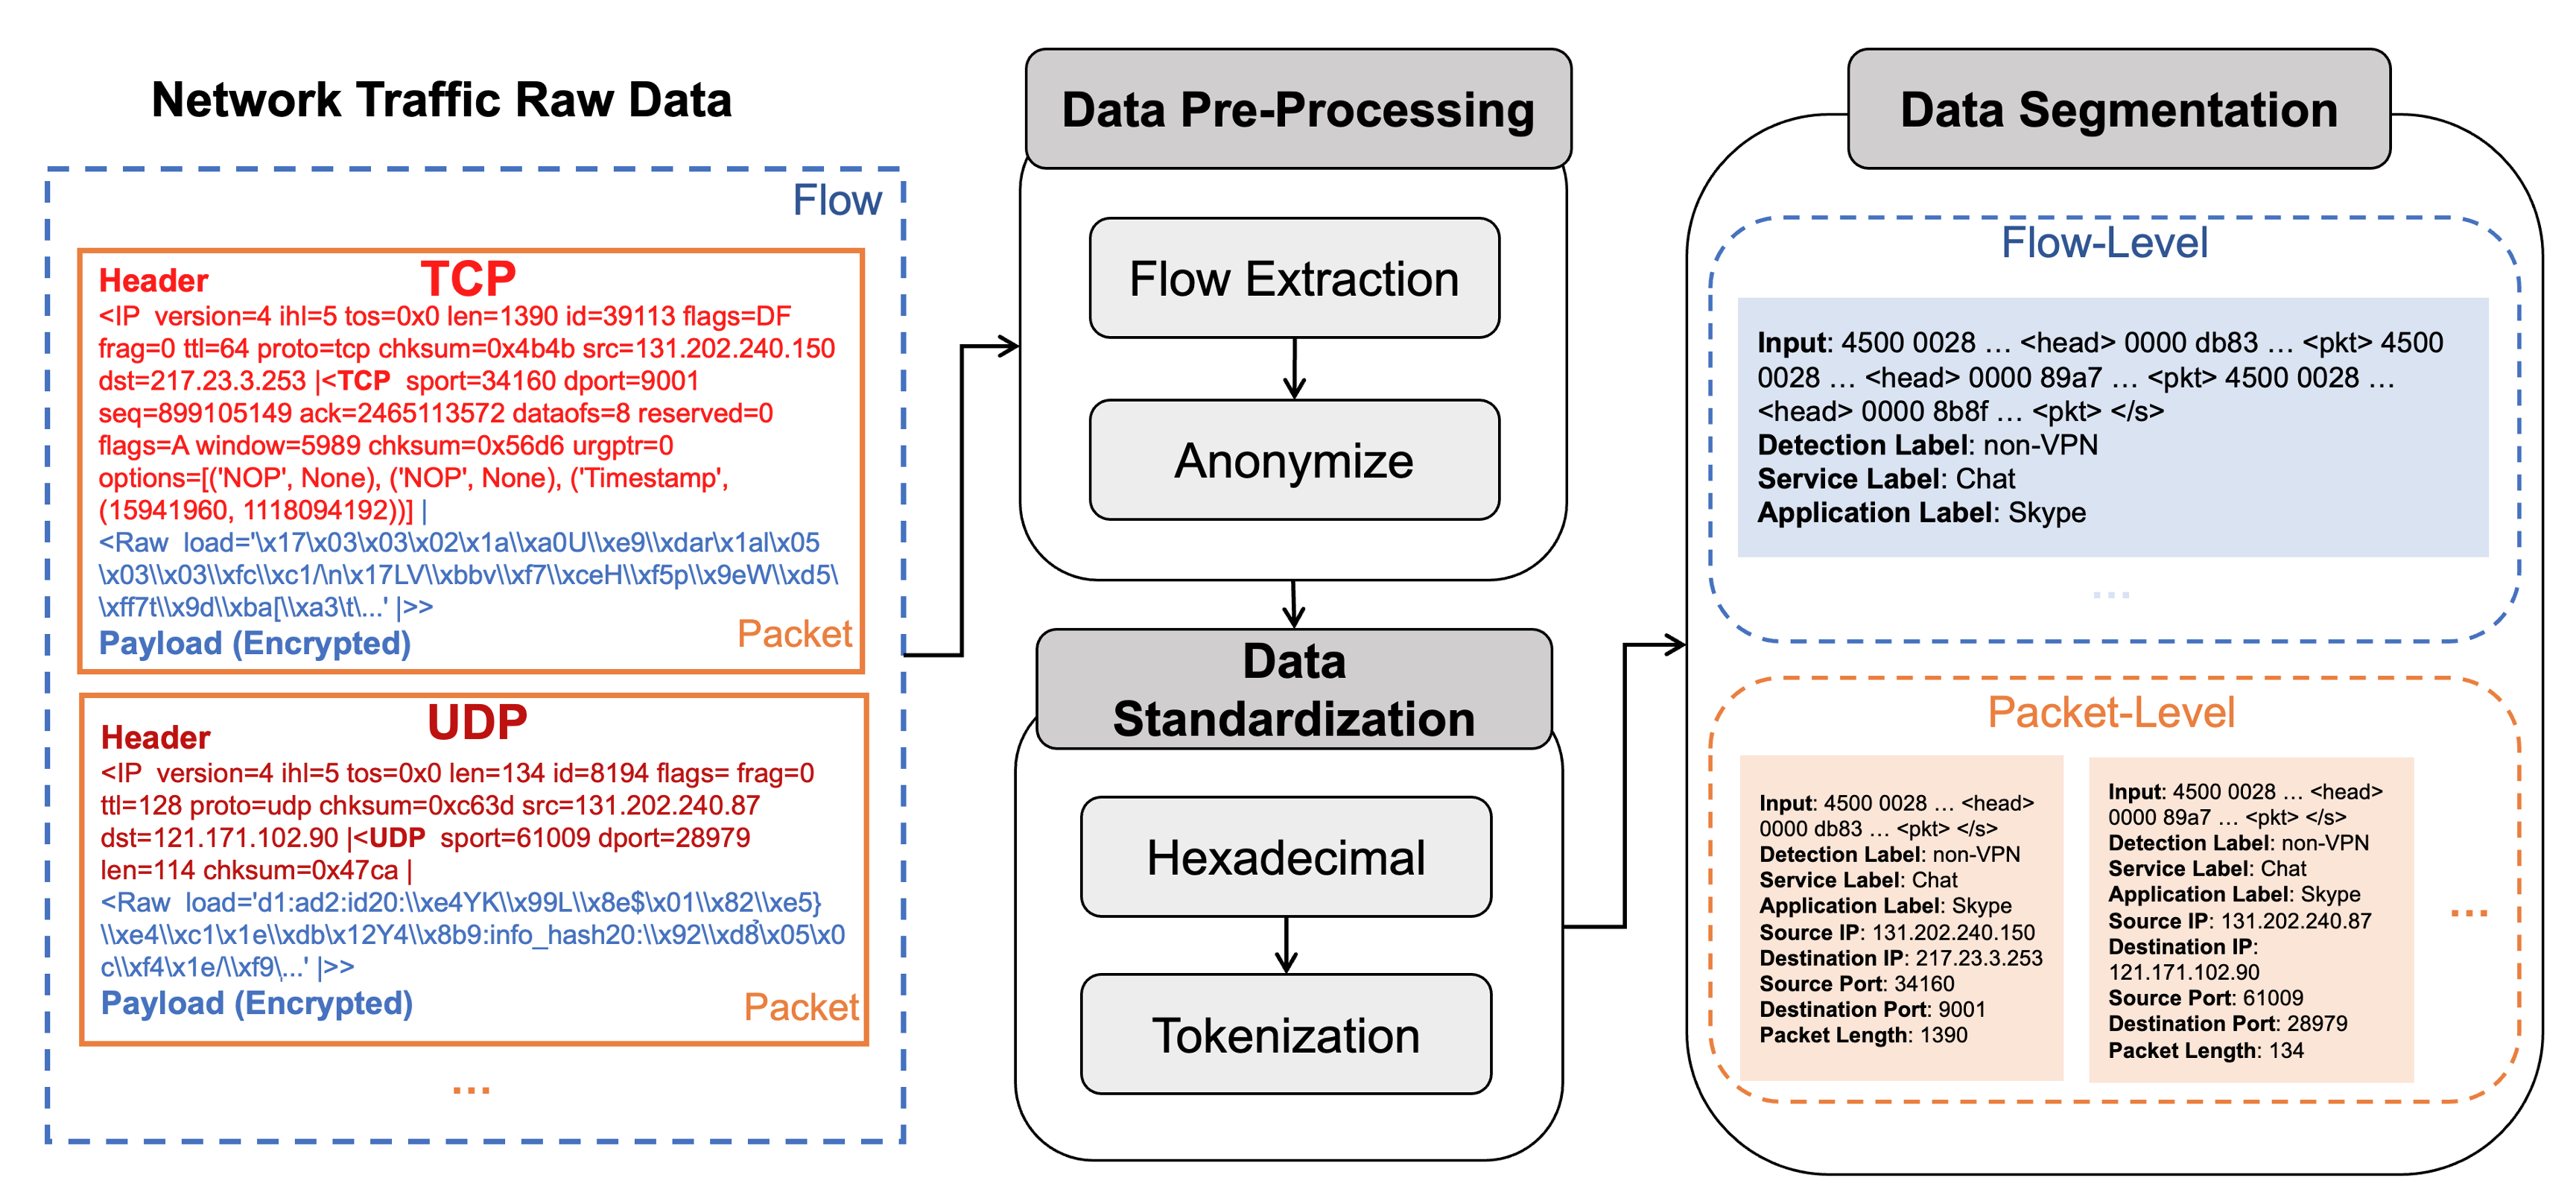 Network Traffic Raw Data
Flow
Header
TCP
<IP version=4 ihl=5 tos=0x0 len=1390 id=39113 flags=DF
frag=0 ttl=64 proto=tcp chksum=0x4b4b src=131.202.240.150
dst=217.23.3.253 |<TCP sport=34160 dport=9001
seq=899105149 ack=2465113572 dataofs=8 reserved=0
flags=A window=5989 chksum=0x56d6 urgptr=0
options=[('NOP', None), ('NOP', None), ('Timestamp',
(15941960, 1118094192))] |
<Raw load='\x17\x03\x03\x02\x1a\\xa0U\\xe9\\xdar\x1al\x05
\x03\\x03\\xfc\\xc1/\n\x17LV\\xbbv\\xf7\\xceH\\xf5p\\x9eW\\xd5\
\xff7t\\x9d\\xba[\\xa3\t\...' |>>
Payload (Encrypted)
Packet
Header
UDP
<IP version=4 ihl=5 tos=0x0 len=134 id=8194 flags= frag=0
ttl=128 proto=udp chksum=0xc63d src=131.202.240.87
dst=121.171.102.90 |<UDP sport=61009 dport=28979
len=114 chksum=0x47ca |
<Raw load='d1:ad2:id20:\\xe4YK\\x99L\\x8e$\x01\\x82\\xe5}
\\xe4\\xc1\x1e\\xdb\x12Y4\\x8b9:info_hash20:\\x92\\xd8̉\x05\x0
c\\xf4\x1e/\\xf9\...' |>>
Payload (Encrypted)
Packet
...
Data Pre-Processing
Flow Extraction
Anonymize
Data
Standardization
Hexadecimal
Tokenization
Data Segmentation
Flow-Level
Input: 4500 0028 … <head> 0000 db83 … <pkt> 4500
0028 … <head> 0000 89a7 … <pkt> 4500 0028 …
<head> 0000 8b8f … <pkt> </s>
Detection Label: non-VPN
Service Label: Chat
Application Label: Skype
...
Packet-Level
Input: 4500 0028 … <head>
0000 db83 … <pkt> </s>
Detection Label: non-VPN
Service Label: Chat
Application Label: Skype
Source IP: 131.202.240.150
Destination IP: 217.23.3.253
Source Port: 34160
Destination Port: 9001
Packet Length: 1390
Input: 4500 0028 … <head>
0000 89a7 … <pkt> </s>
Detection Label: non-VPN
Service Label: Chat
Application Label: Skype
Source IP: 131.202.240.87
Destination IP:
121.171.102.90
Source Port: 61009
Destination Port: 28979
Packet Length: 134
...